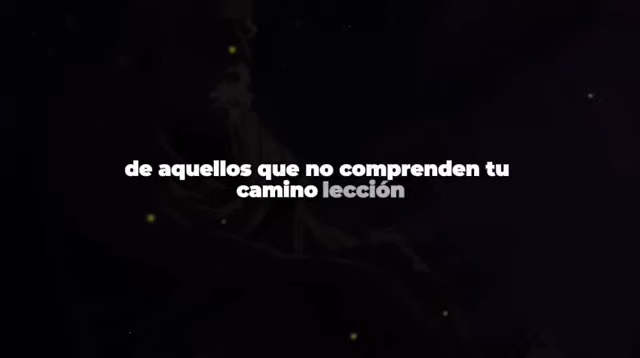 de aquellos que no comprenden tu
camino lección